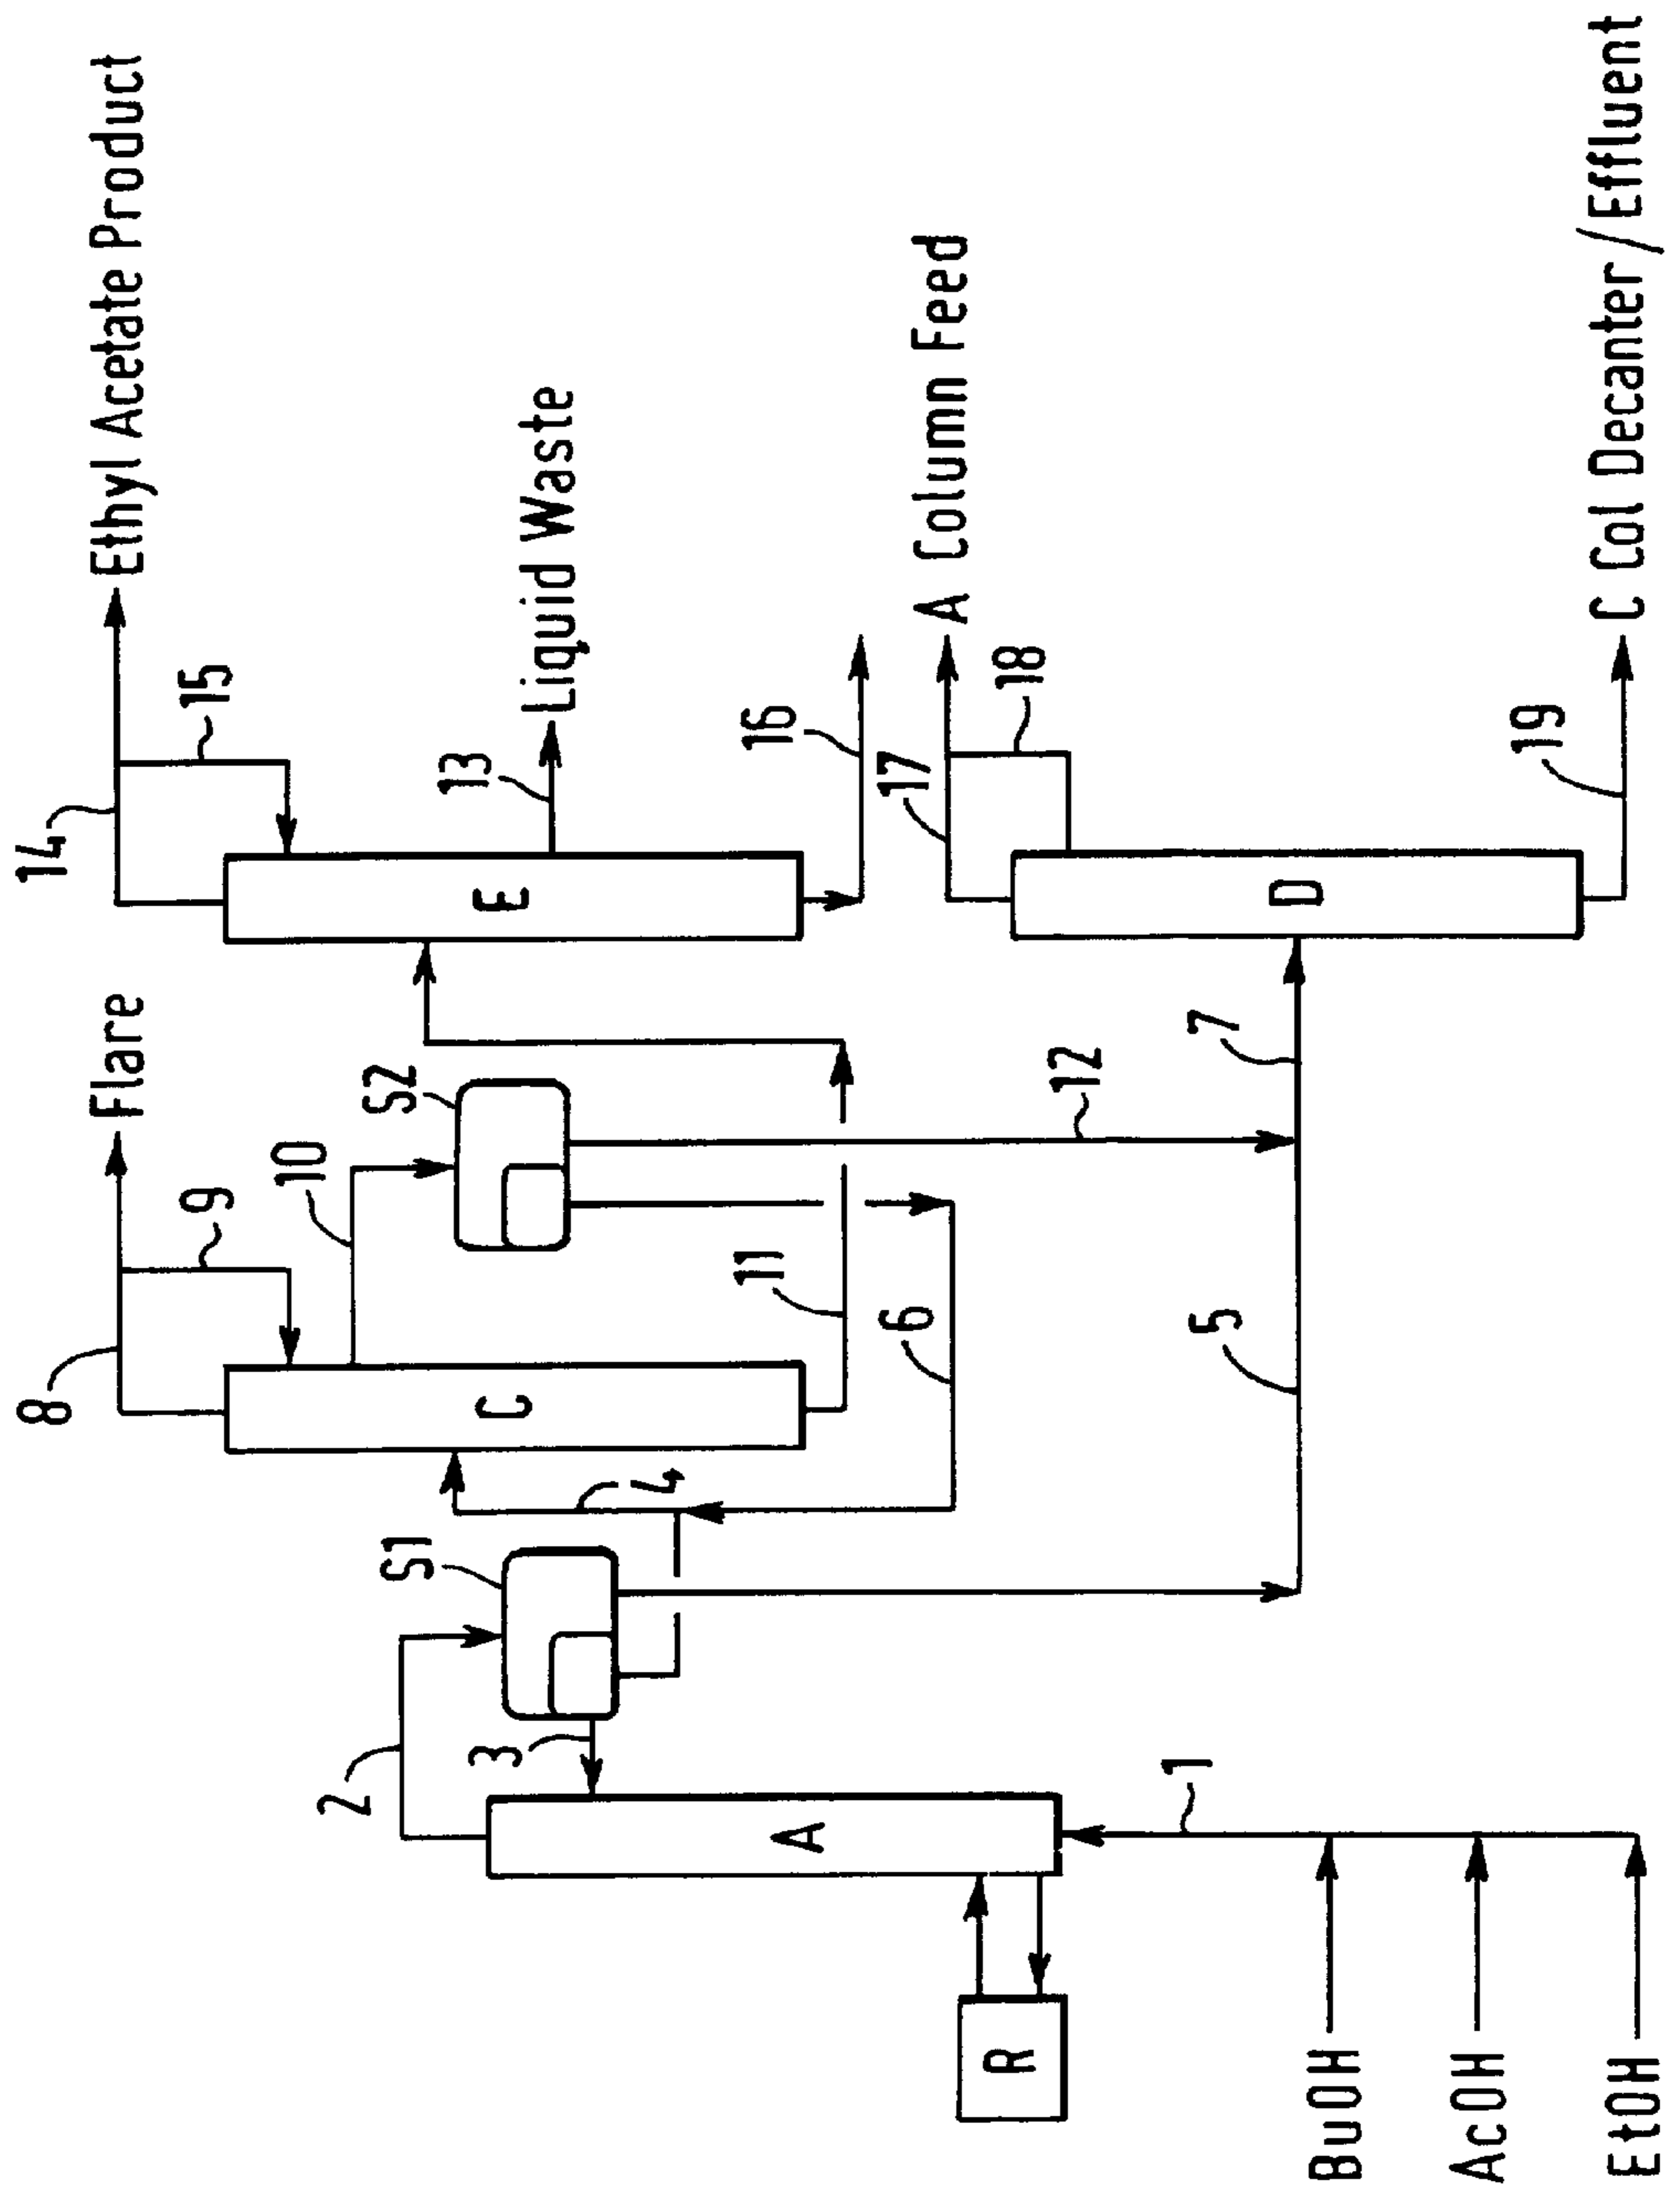 Ethyl Acetate Product
14
15
Liquid Waste
13
E
16
A Column Feed
17
18
D
C Col Decanter / Effluent
19
Flare
8
9
10
S2
C
11
12
7
6
5
4
S1
2
3
A
1
R
BuOH
AcOH
EtOH